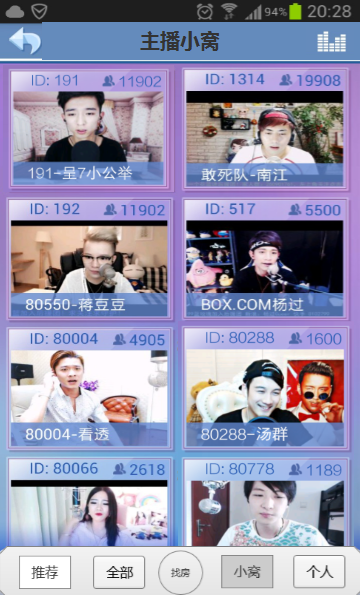 94% 20:28
主播小窝
ID: 191 11902
191-呈7小公举
ID: 1314 19908
敢死队-南江
ID: 192 11902
80550-蒋豆豆
ID: 517 5500
BOX.COM杨过
ID: 80004 4905
80004-看透
ID: 80288 1600
80288-汤群
ID: 80066 2618
ID: 80778 1189
推荐 全部 找房 小窝 个人